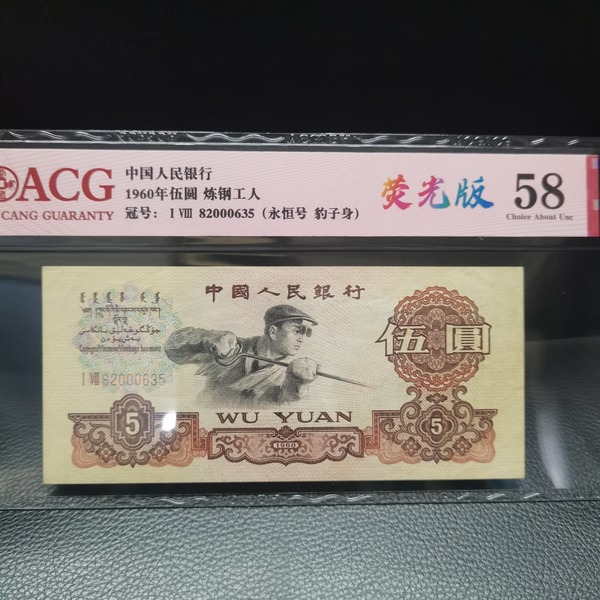 ACG
CANG GUARANTY
中国人民银行
1960年伍圆 炼钢工人
冠号： I VIII 82000635（永恒号 豹子身）
荧光版
58
Choice About Unc
中國人民銀行
伍圓
I VIII 82000635
5
WU YUAN
1960
5